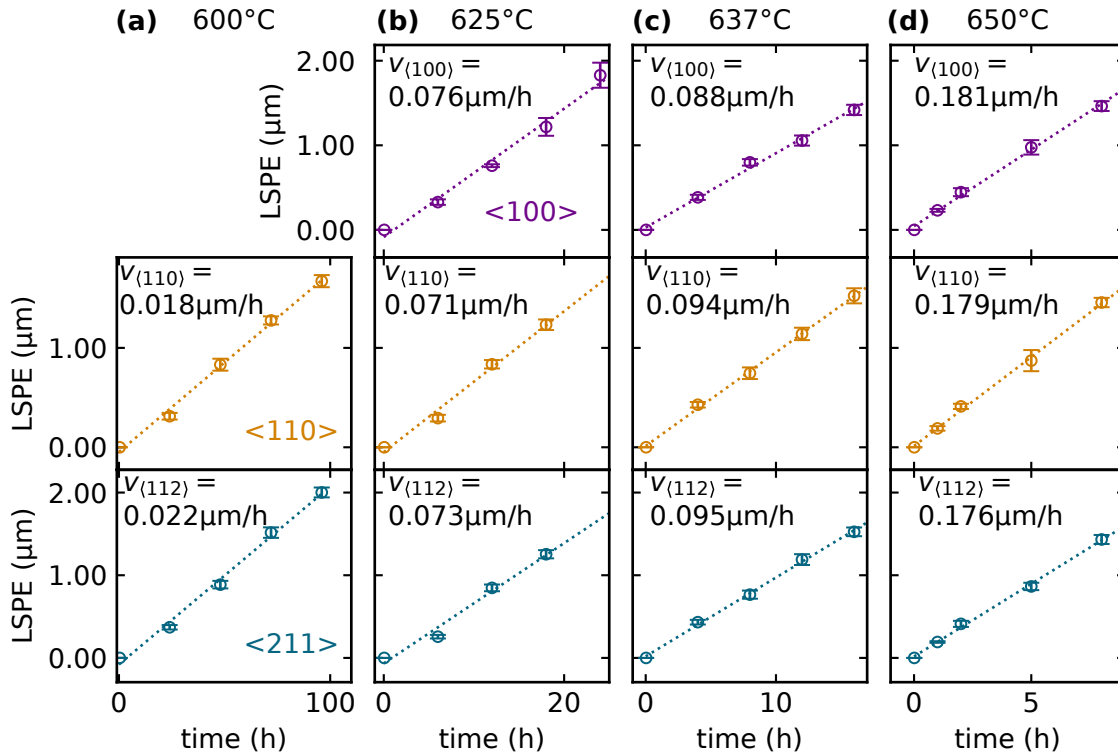 (a) 600°C (b) 625°C (c) 637°C (d) 650°C
2.00
1.00
0.00
LSPE (µm)
v⟨100⟩ =
0.076µm/h
<100>
v⟨100⟩ =
0.088µm/h
v⟨100⟩ =
0.181µm/h
1.00
0.00
LSPE (µm)
v⟨110⟩ =
0.018µm/h
<110>
v⟨110⟩ =
0.071µm/h
v⟨110⟩ =
0.094µm/h
v⟨110⟩ =
0.179µm/h
2.00
1.00
0.00
LSPE (µm)
v⟨112⟩ =
0.022µm/h
<211>
v⟨112⟩ =
0.073µm/h
v⟨112⟩ =
0.095µm/h
v⟨112⟩ =
0.176µm/h
0 100 0 20 0 10 0 5
time (h) time (h) time (h) time (h)